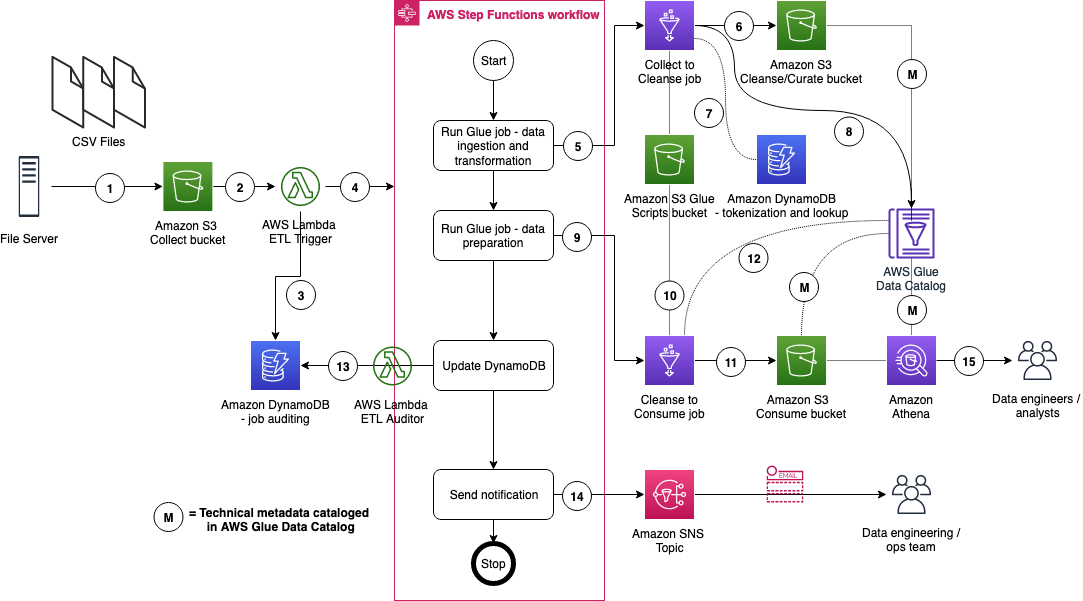 AWS Step Functions workflow
CSV Files
File Server
1
Amazon S3
Collect bucket
2
AWS Lambda
ETL Trigger
4
3
Amazon DynamoDB
- job auditing
13
AWS Lambda
ETL Auditor
M
= Technical metadata cataloged
in AWS Glue Data Catalog
Start
Run Glue job - data
ingestion and
transformation
5
Run Glue job - data
preparation
9
Update DynamoDB
Send notification
14
Stop
Collect to
Cleanse job
6
Amazon S3
Cleanse/Curate bucket
M
7
8
Amazon S3 Glue
Scripts bucket
Amazon DynamoDB
- tokenization and lookup
AWS Glue
Data Catalog
12
10
M
M
Cleanse to
Consume job
11
Amazon S3
Consume bucket
Amazon
Athena
15
Data engineers /
analysts
Amazon SNS
Topic
EMAIL
Data engineering /
ops team